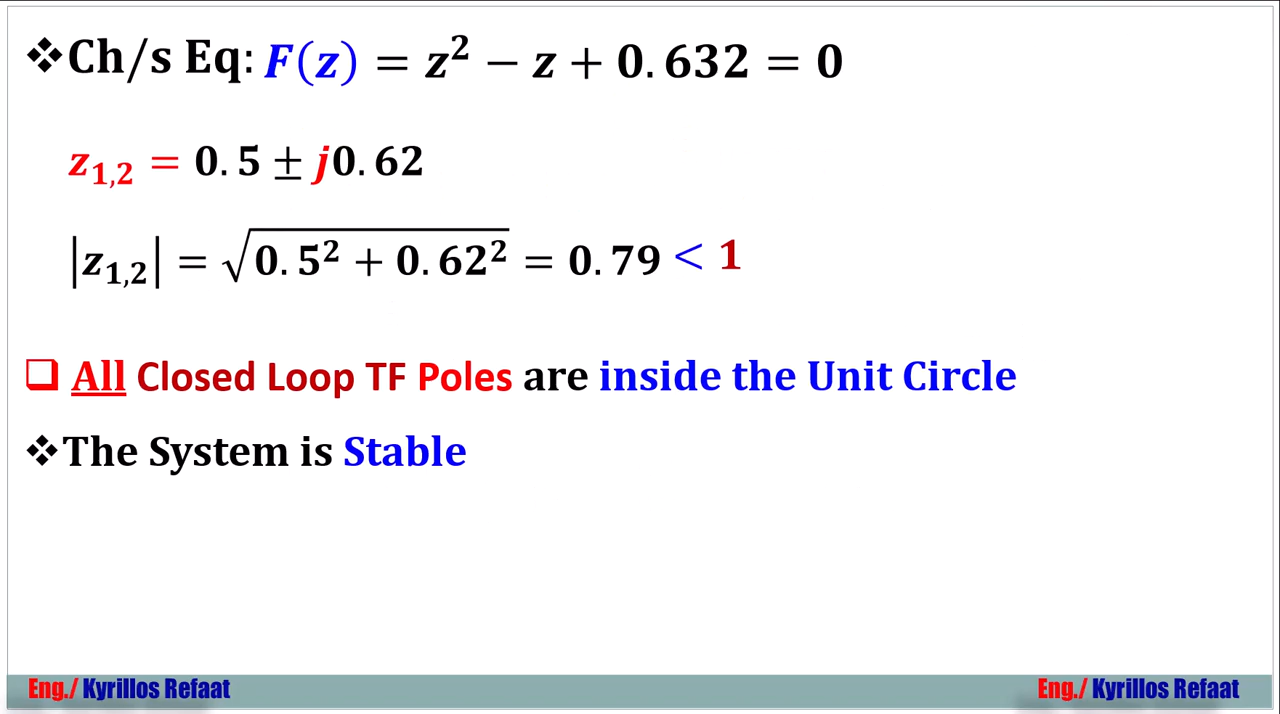 ❖Ch/s Eq: F(z) = z² − z + 0.632 = 0
z₁,₂ = 0.5 ± j0.62
|z₁,₂| = √(0.5² + 0.62²) = 0.79 < 1
❑ All Closed Loop TF Poles are inside the Unit Circle
❖The System is Stable
Eng./ Kyrillos Refaat
Eng./ Kyrillos Refaat